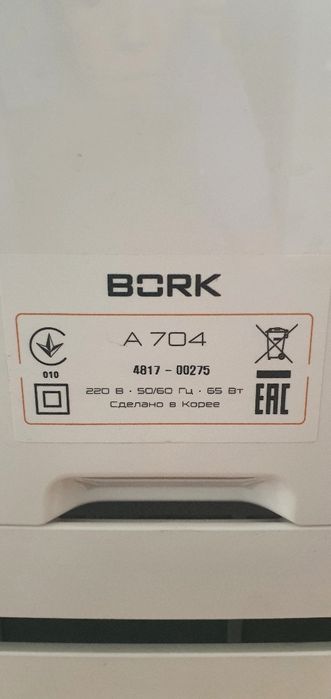 BORK
A 704
4817 - 00275
010
220 В · 50/60 Гц · 65 Вт
Сделано в Корее
EAC